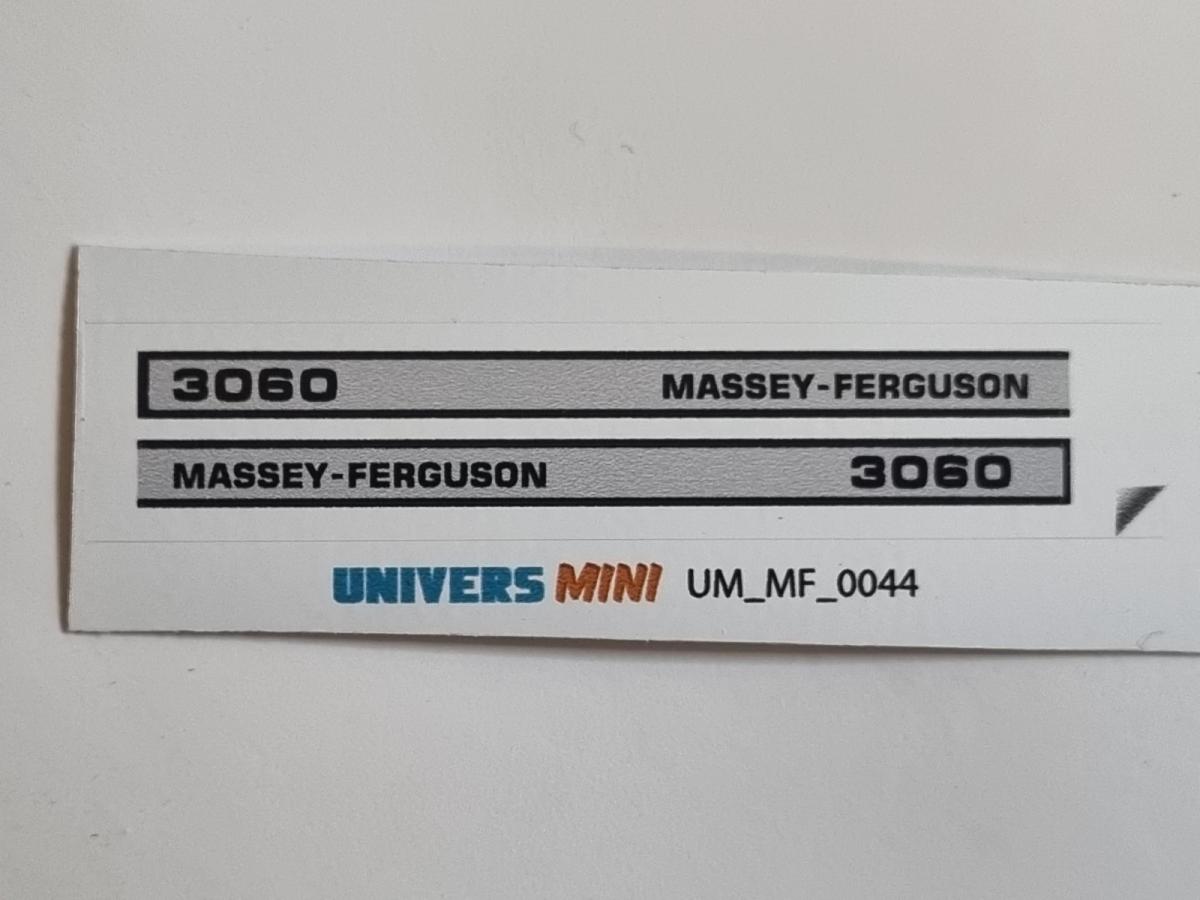 3060 MASSEY-FERGUSON
MASSEY-FERGUSON 3060
UNIVERS MINI UM_MF_0044